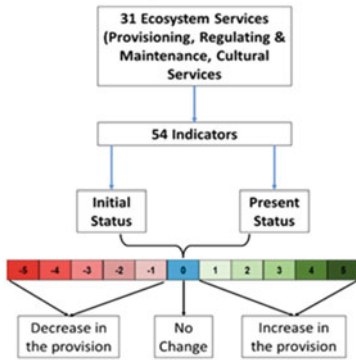 31 Ecosystem Services
(Provisioning, Regulating &
Maintenance, Cultural
Services
54 Indicators
Initial
Status
Present
Status
-5 -4 -3 -2 -1 0 1 2 3 4 5
Decrease in
the provision
No
Change
Increase in
the provision